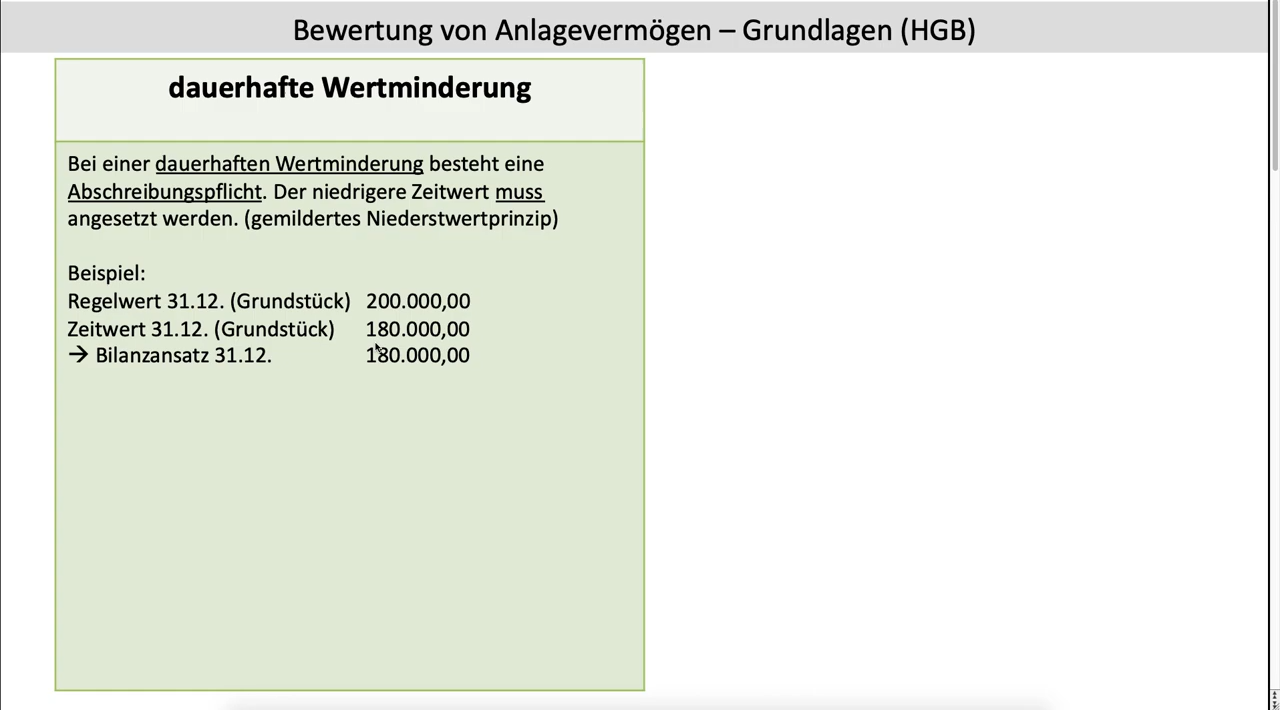 Bewertung von Anlagevermögen – Grundlagen (HGB)
dauerhafte Wertminderung
Bei einer dauerhaften Wertminderung besteht eine
Abschreibungspflicht. Der niedrigere Zeitwert muss
angesetzt werden. (gemildertes Niederstwertprinzip)
Beispiel:
Regelwert 31.12. (Grundstück) 200.000,00
Zeitwert 31.12. (Grundstück) 180.000,00
→ Bilanzansatz 31.12. 180.000,00